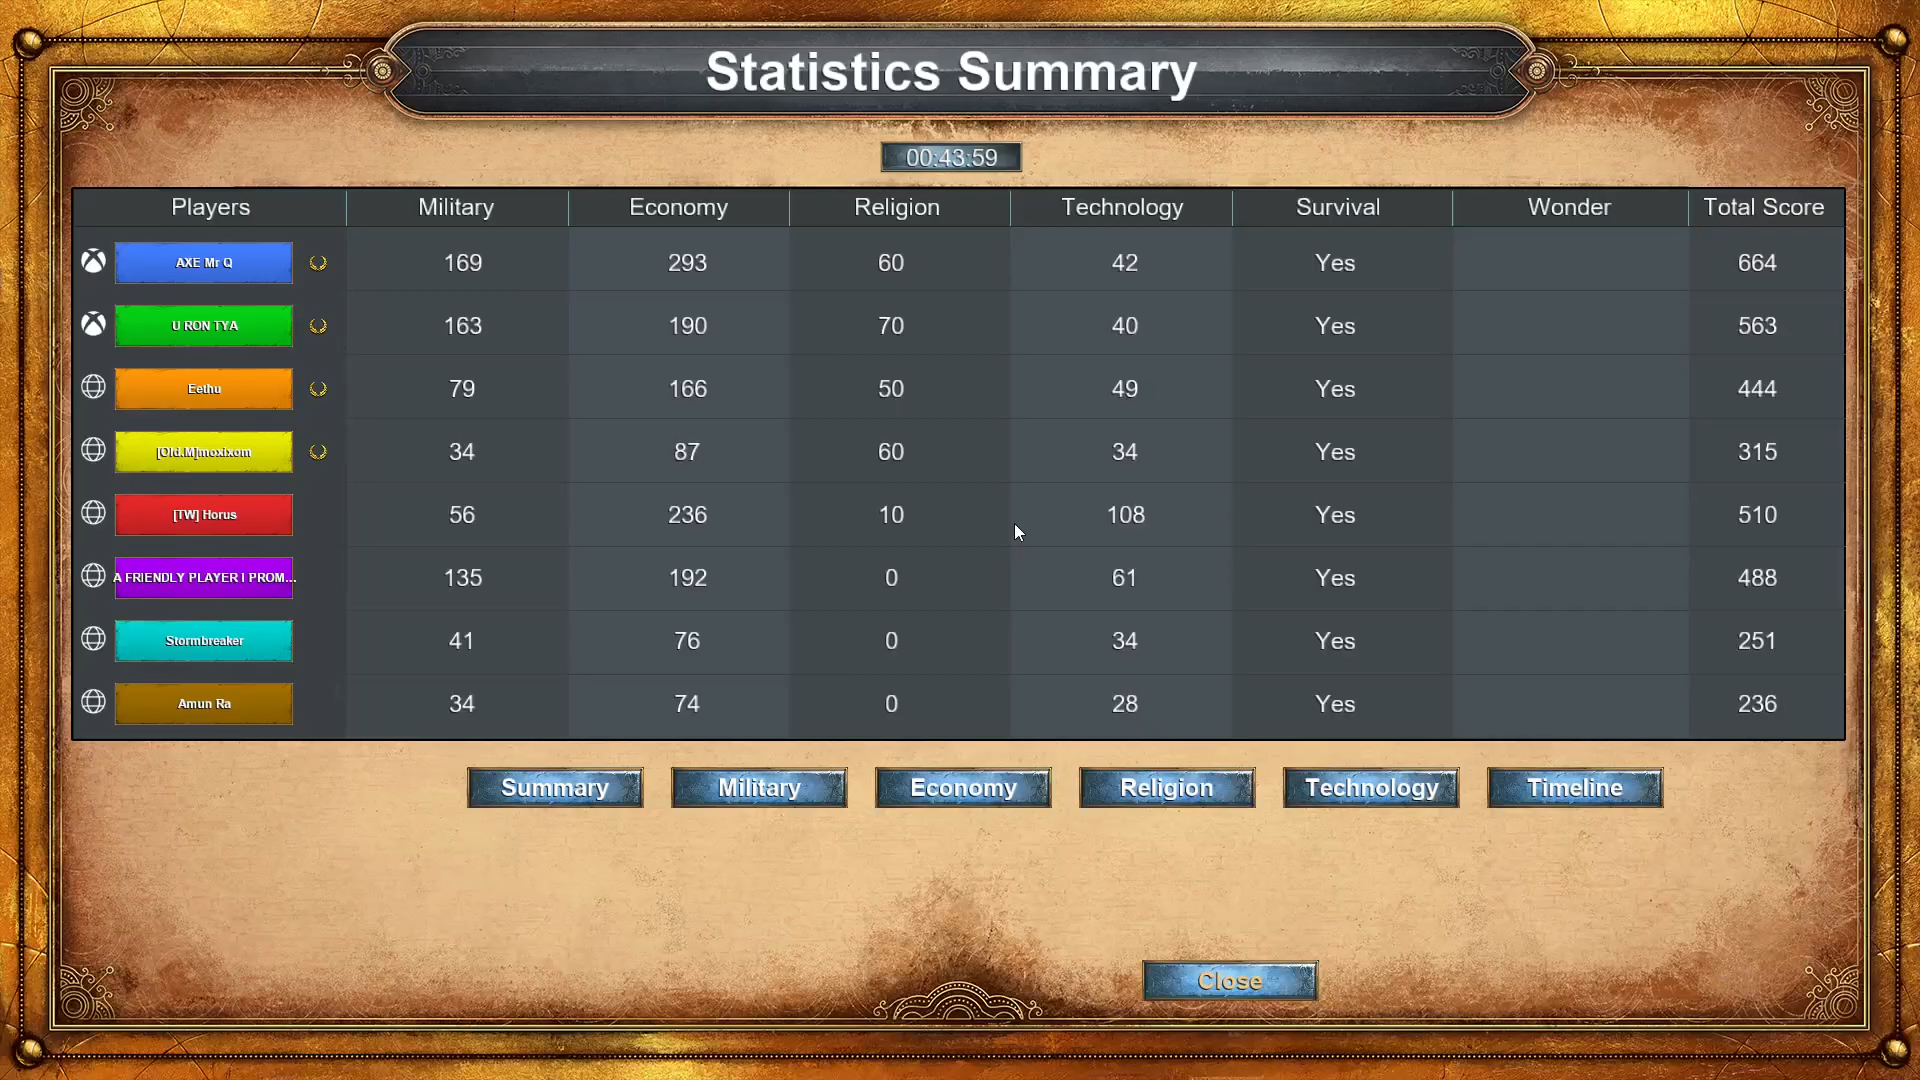 Statistics Summary
00:43:59
Players Military Economy Religion Technology Survival Wonder Total Score
AXE Mr Q 169 293 60 42 Yes 664
U RON TYA 163 190 70 40 Yes 563
Eethu 79 166 50 49 Yes 444
[Old.M]moxixom 34 87 60 34 Yes 315
[TW] Horus 56 236 10 108 Yes 510
A FRIENDLY PLAYER I PROM... 135 192 0 61 Yes 488
Stormbreaker 41 76 0 34 Yes 251
Amun Ra 34 74 0 28 Yes 236
Summary Military Economy Religion Technology Timeline
Close